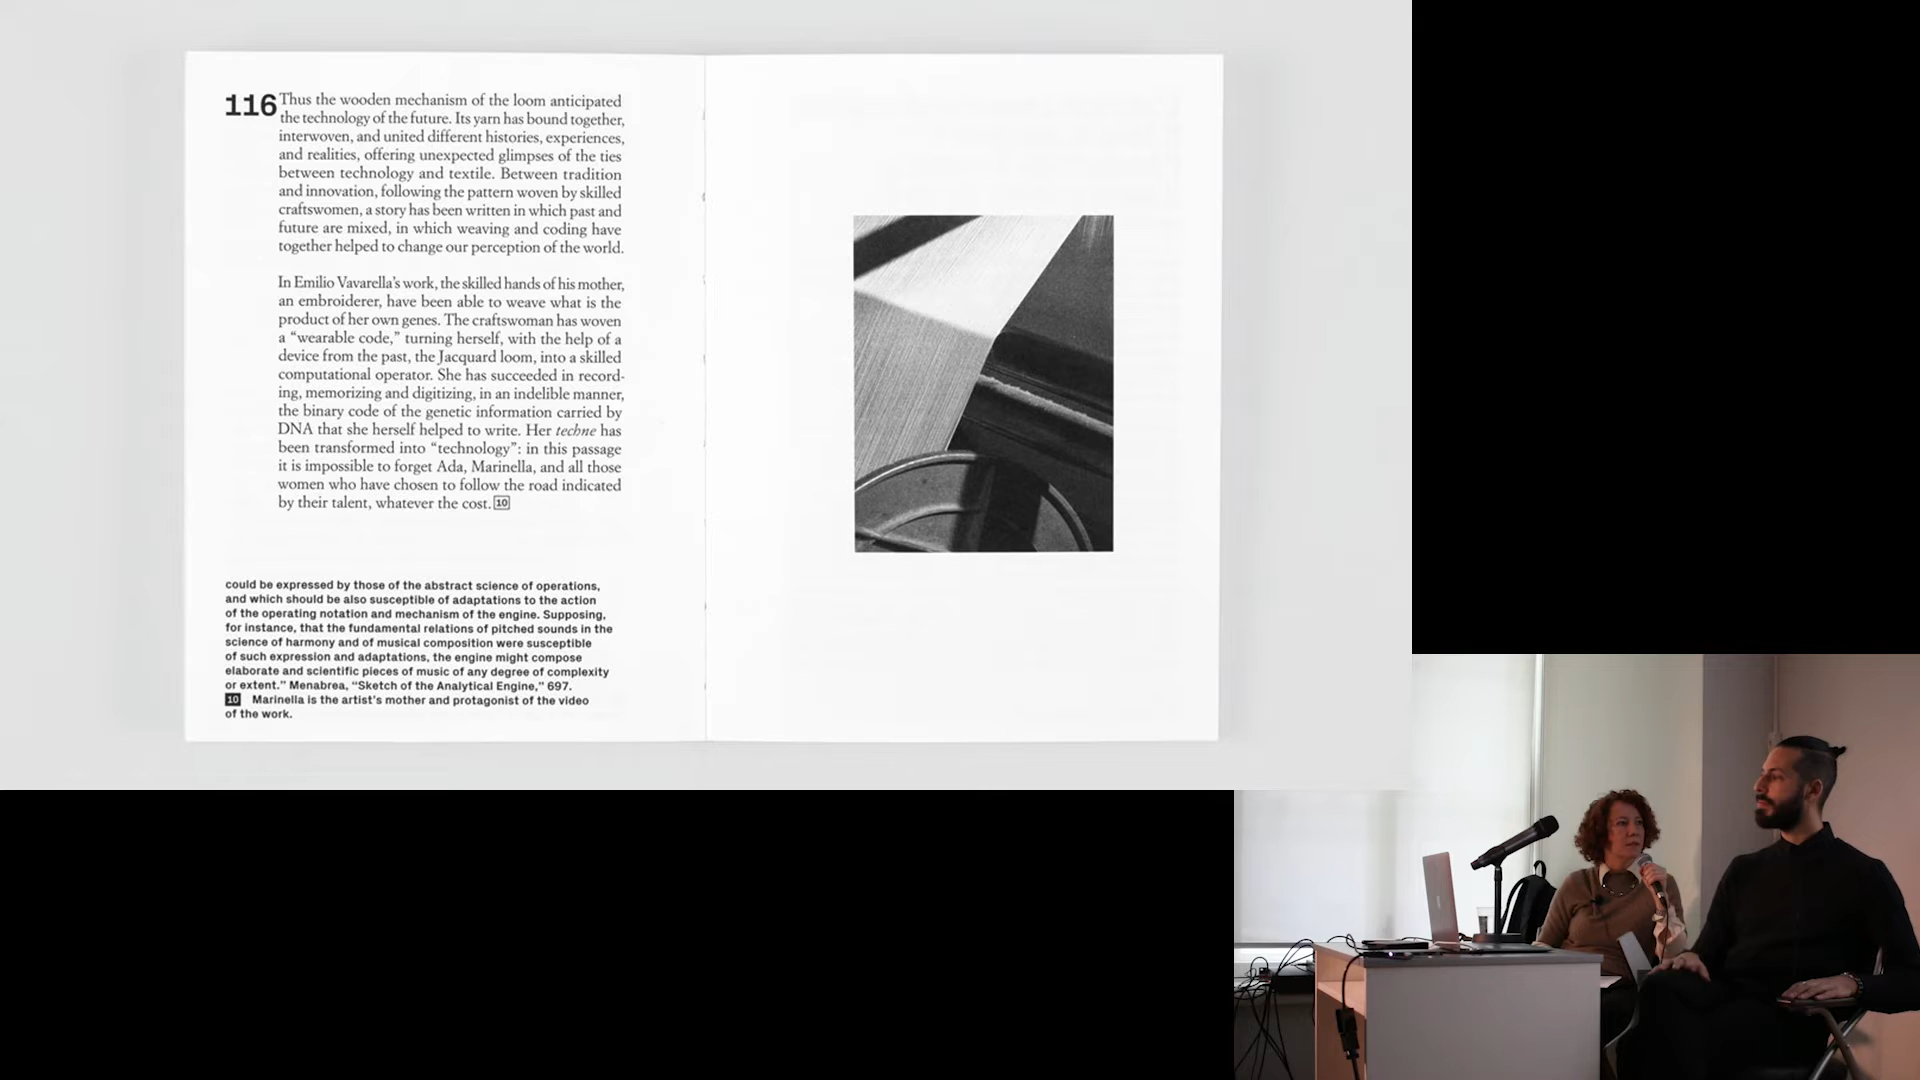 116
Thus the wooden mechanism of the loom anticipated
the technology of the future. Its yarn has bound together,
interwoven, and united different histories, experiences,
and realities, offering unexpected glimpses of the ties
between technology and textile. Between tradition
and innovation, following the pattern woven by skilled
craftswomen, a story has been written in which past and
future are mixed, in which weaving and coding have
together helped to change our perception of the world.
In Emilio Vavarella's work, the skilled hands of his mother,
an embroiderer, have been able to weave what is the
product of her own genes. The craftswoman has woven
a “wearable code,” turning herself, with the help of a
device from the past, the Jacquard loom, into a skilled
computational operator. She has succeeded in record-
ing, memorizing and digitizing, in an indelible manner,
the binary code of the genetic information carried by
DNA that she herself helped to write. Her techne has
been transformed into “technology”: in this passage
it is impossible to forget Ada, Marinella, and all those
women who have chosen to follow the road indicated
by their talent, whatever the cost. 10
could be expressed by those of the abstract science of operations,
and which should be also susceptible of adaptations to the action
of the operating notation and mechanism of the engine. Supposing,
for instance, that the fundamental relations of pitched sounds in the
science of harmony and of musical composition were susceptible
of such expression and adaptations, the engine might compose
elaborate and scientific pieces of music of any degree of complexity
or extent.” Menabrea, “Sketch of the Analytical Engine,” 697.
10 Marinella is the artist's mother and protagonist of the video
of the work.